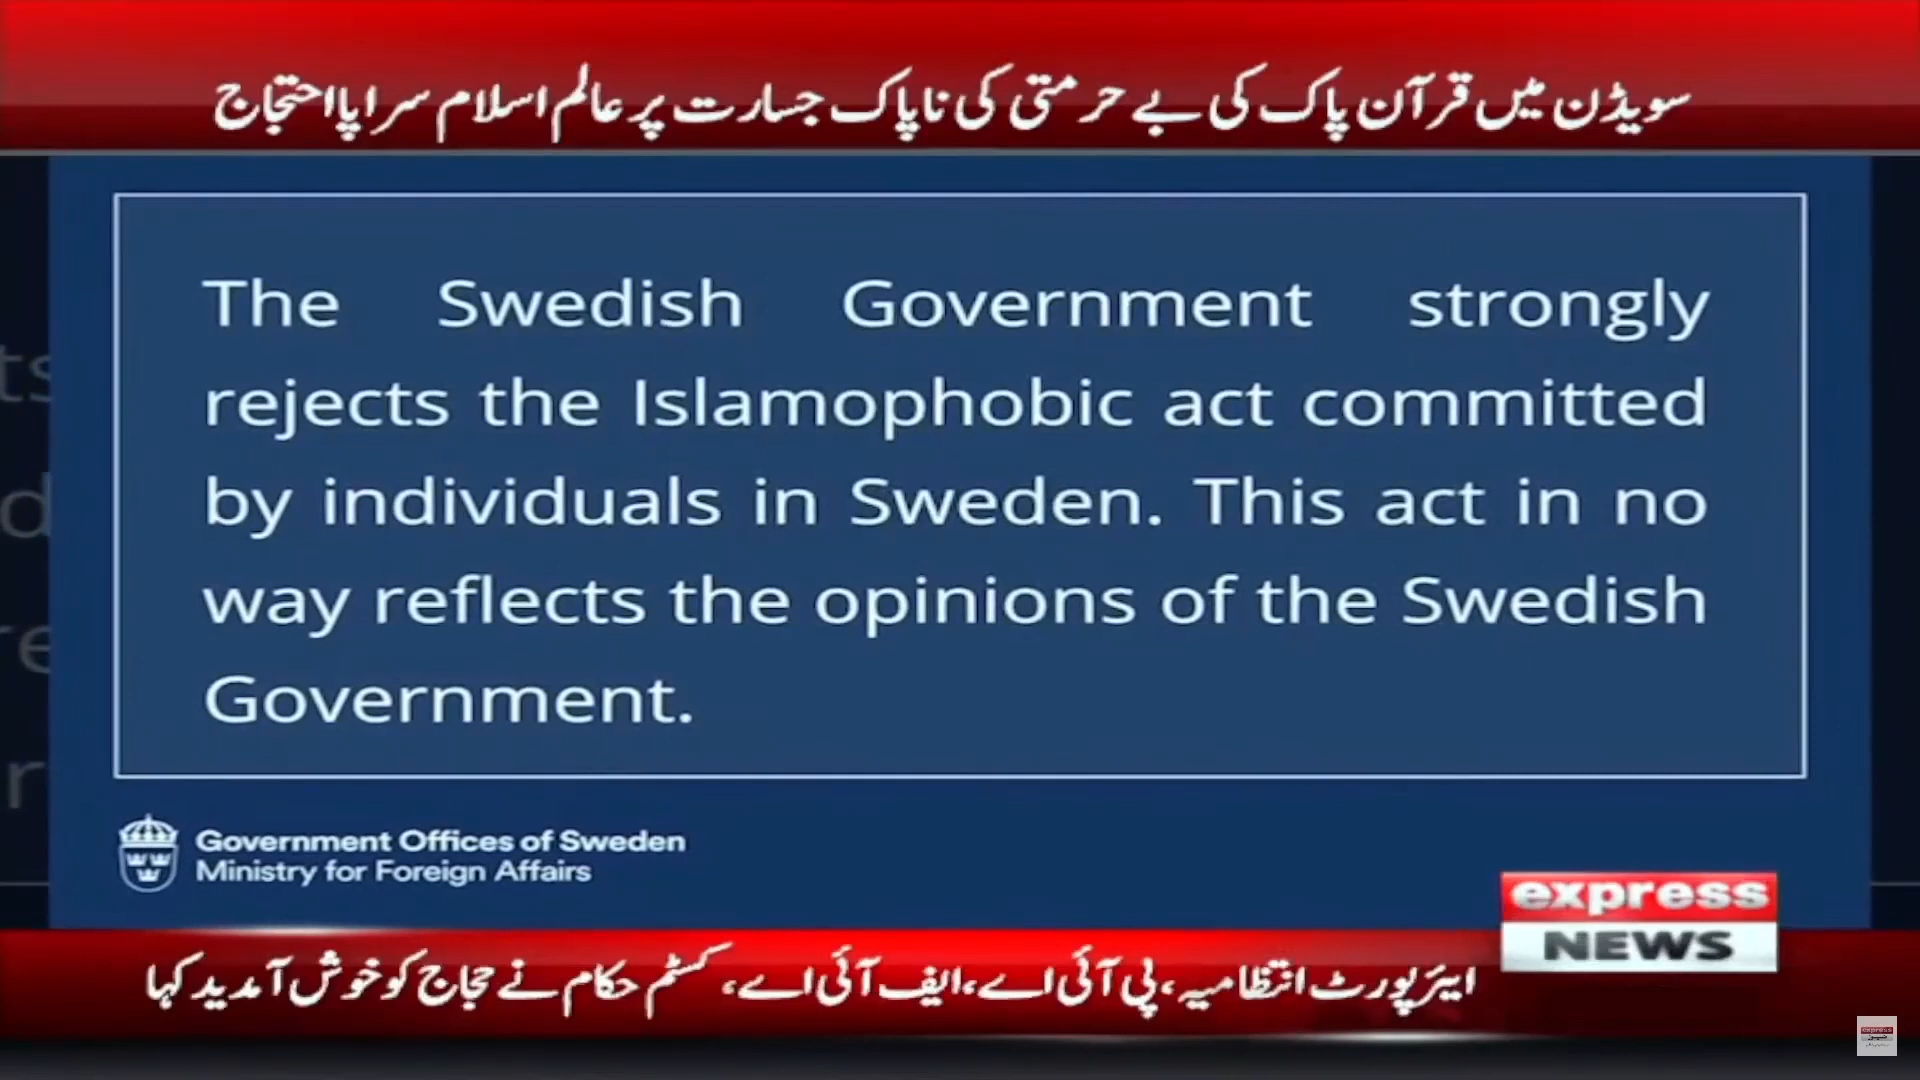 سویڈن میں قرآن پاک کی بے حرمتی کی ناپاک جسارت پر عالم اسلام سراپا احتجاج
The Swedish Government strongly
rejects the Islamophobic act committed
by individuals in Sweden. This act in no
way reflects the opinions of the Swedish
Government.
Government Offices of Sweden
Ministry for Foreign Affairs
express
NEWS
ایئرپورٹ انتظامیہ، پی آئی اے، ایف آئی اے، کسٹم حکام نے حجاج کو خوش آمدید کہا
express